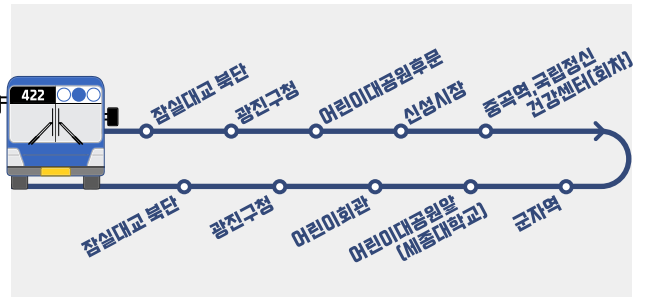 422
잠실대교 북단
광진구청
어린이대공원후문
신성시장
중곡역,국립정신
건강센터(회차)
잠실대교 북단
광진구청
어린이회관
어린이대공원앞
(세종대학교)
군자역